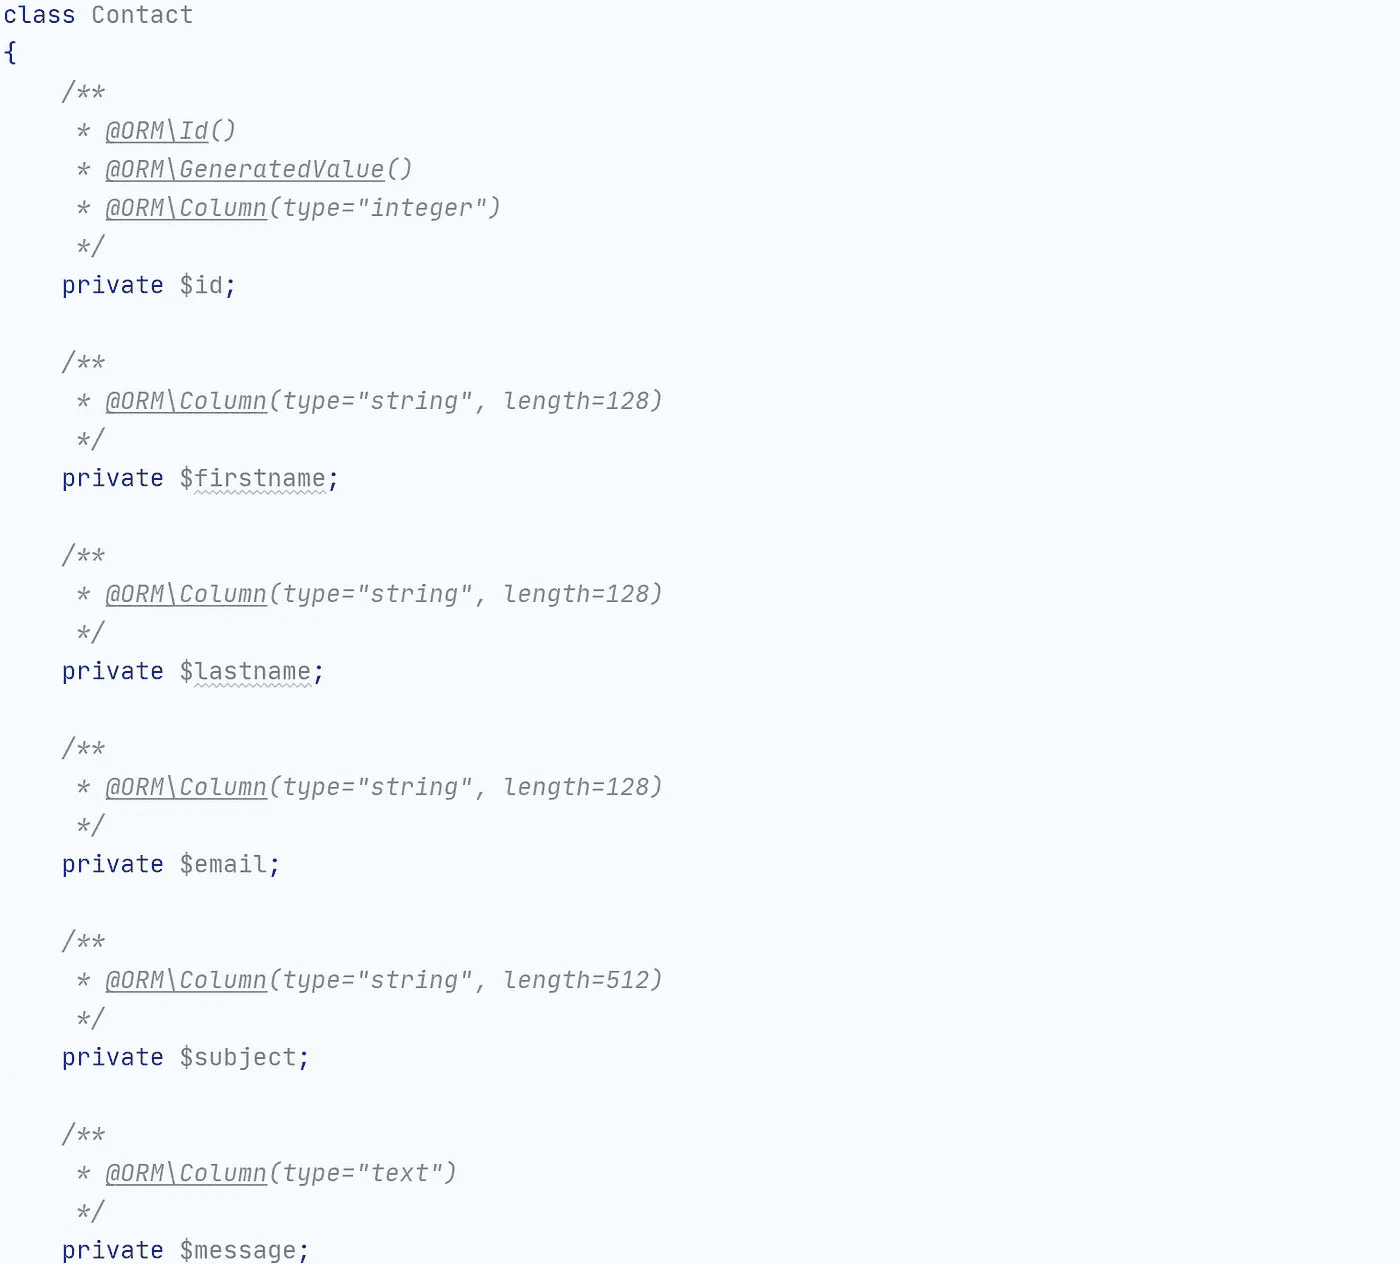 class Contact
{
    /**
     * @ORM\Id()
     * @ORM\GeneratedValue()
     * @ORM\Column(type="integer")
     */
    private $id;

    /**
     * @ORM\Column(type="string", length=128)
     */
    private $firstname;

    /**
     * @ORM\Column(type="string", length=128)
     */
    private $lastname;

    /**
     * @ORM\Column(type="string", length=128)
     */
    private $email;

    /**
     * @ORM\Column(type="string", length=512)
     */
    private $subject;

    /**
     * @ORM\Column(type="text")
     */
    private $message;